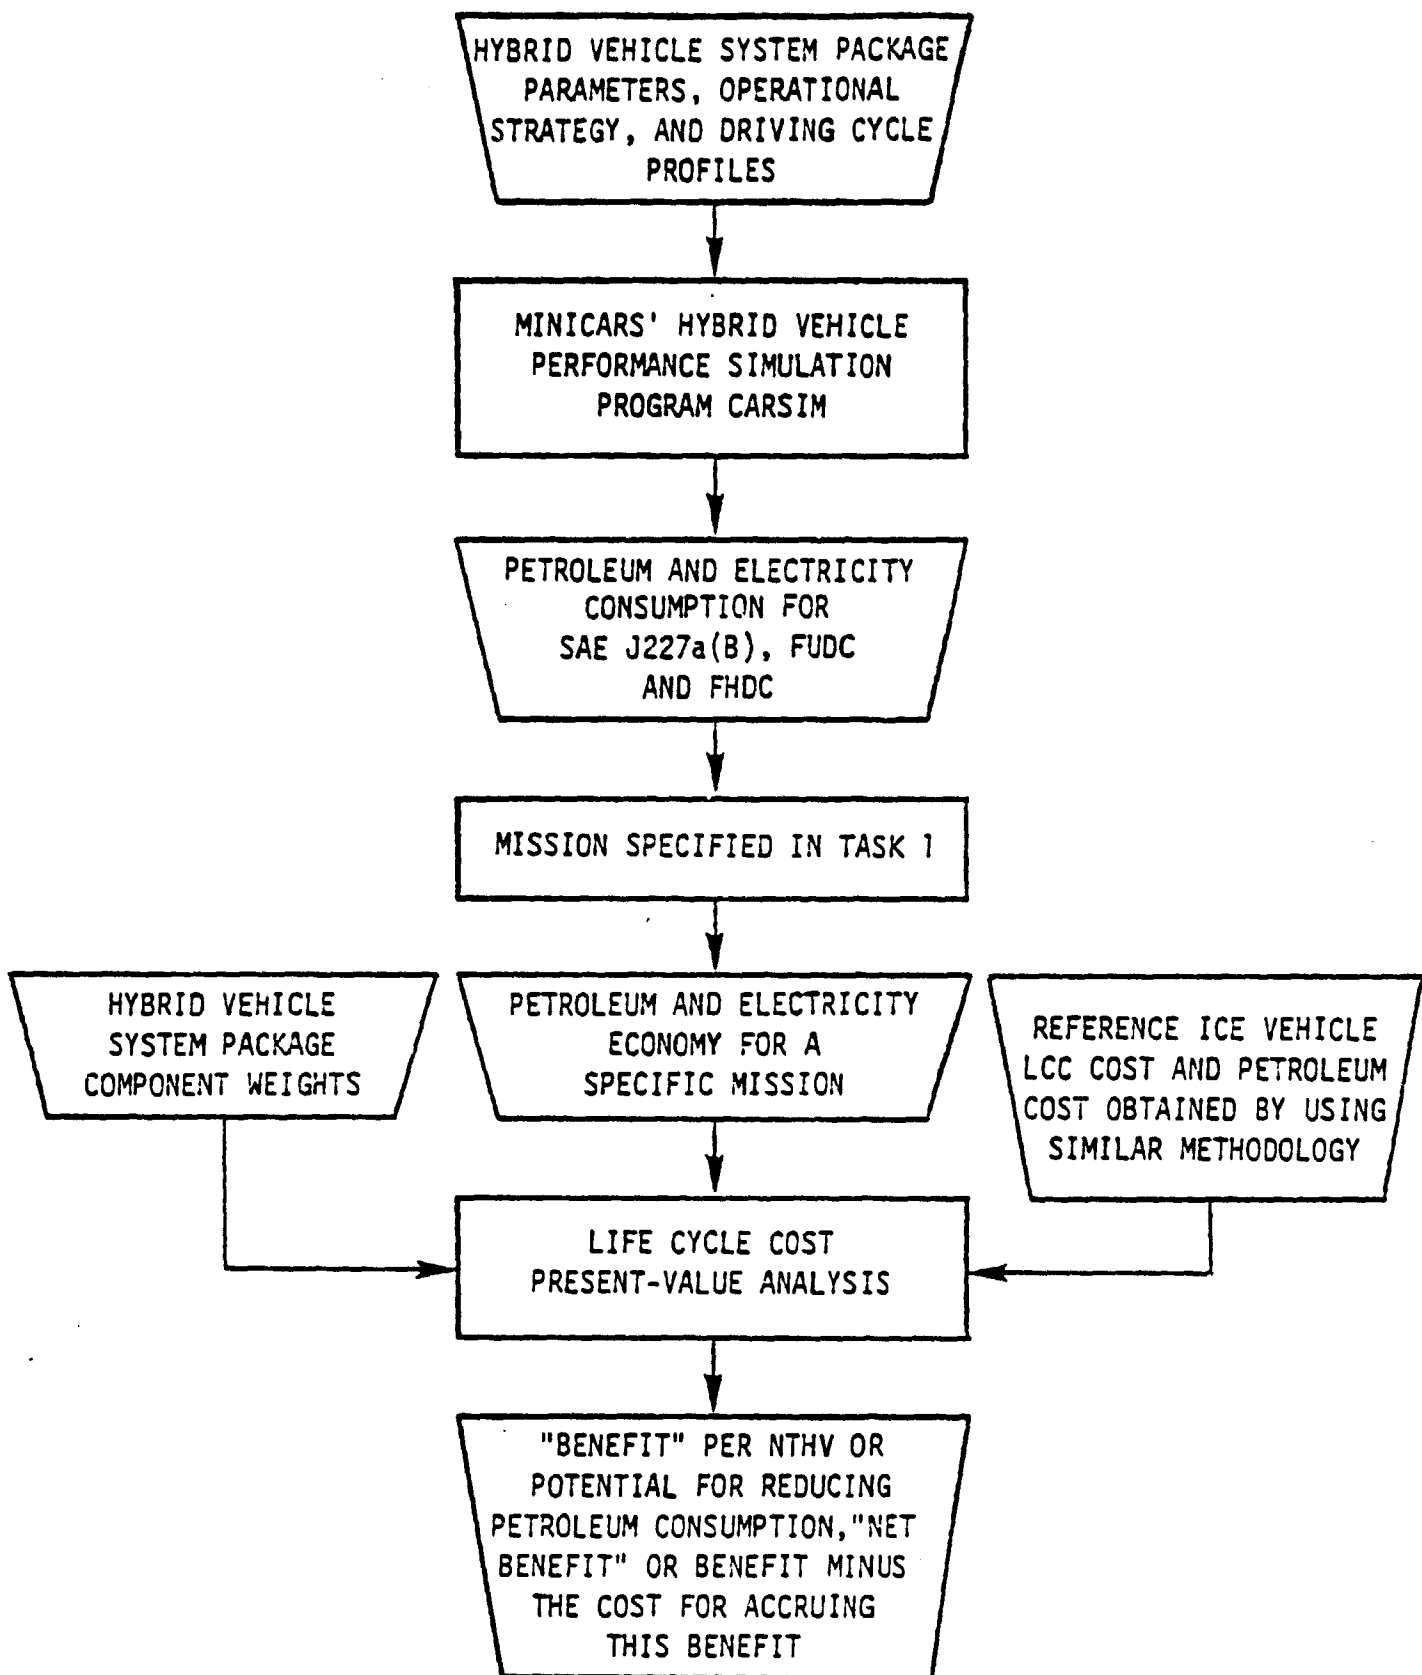 HYBRID VEHICLE SYSTEM PACKAGE
PARAMETERS, OPERATIONAL
STRATEGY, AND DRIVING CYCLE
PROFILES
MINICARS' HYBRID VEHICLE
PERFORMANCE SIMULATION
PROGRAM CARSIM
PETROLEUM AND ELECTRICITY
CONSUMPTION FOR
SAE J227a(B), FUDC
AND FHDC
MISSION SPECIFIED IN TASK 1
HYBRID VEHICLE
SYSTEM PACKAGE
COMPONENT WEIGHTS
PETROLEUM AND ELECTRICITY
ECONOMY FOR A
SPECIFIC MISSION
REFERENCE ICE VEHICLE
LCC COST AND PETROLEUM
COST OBTAINED BY USING
SIMILAR METHODOLOGY
LIFE CYCLE COST
PRESENT-VALUE ANALYSIS
"BENEFIT" PER NTHV OR
POTENTIAL FOR REDUCING
PETROLEUM CONSUMPTION,"NET
BENEFIT" OR BENEFIT MINUS
THE COST FOR ACCRUING
THIS BENEFIT